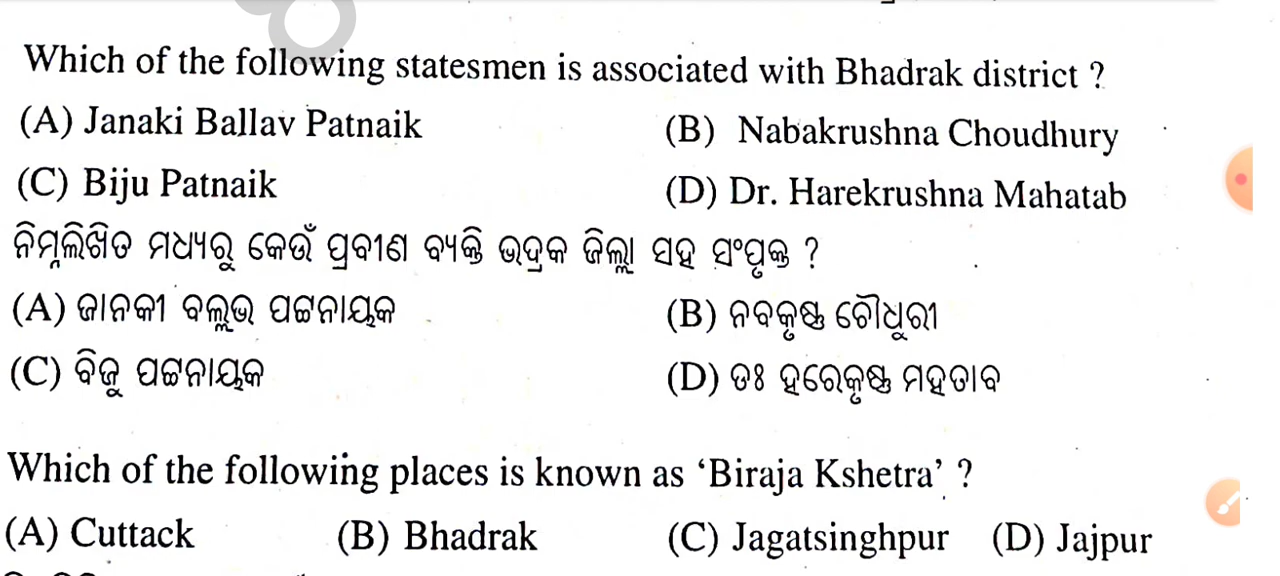 Which of the following statesmen is associated with Bhadrak district ?
(A) Janaki Ballav Patnaik (B) Nabakrushna Choudhury
(C) Biju Patnaik (D) Dr. Harekrushna Mahatab
ନିମ୍ନଲିଖିତ ମଧ୍ୟରୁ କେଉଁ ପ୍ରବୀଣ ବ୍ୟକ୍ତି ଭଦ୍ରକ ଜିଲ୍ଲା ସହ ସଂପୃକ୍ତ ?
(A) ଜାନକୀ ବଲ୍ଲଭ ପଟ୍ଟନାୟକ (B) ନବକୃଷ୍ଣ ଚୌଧୁରୀ
(C) ବିଜୁ ପଟ୍ଟନାୟକ (D) ଡଃ ହରେକୃଷ୍ଣ ମହତାବ
Which of the following places is known as ‘Biraja Kshetra’ ?
(A) Cuttack (B) Bhadrak (C) Jagatsinghpur (D) Jajpur